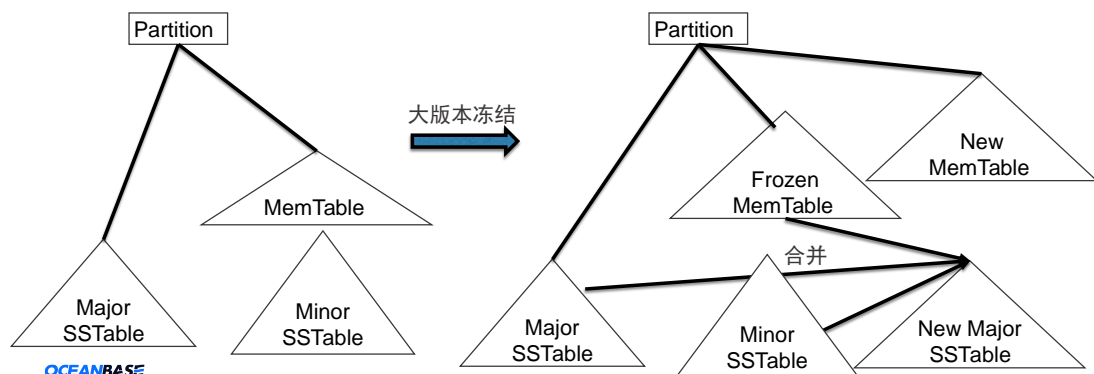 Partition
MemTable
Major
SSTable
Minor
SSTable
OCEANBASE
大版本冻结
Partition
New
MemTable
Frozen
MemTable
合并
Major
SSTable
Minor
SSTable
New Major
SSTable